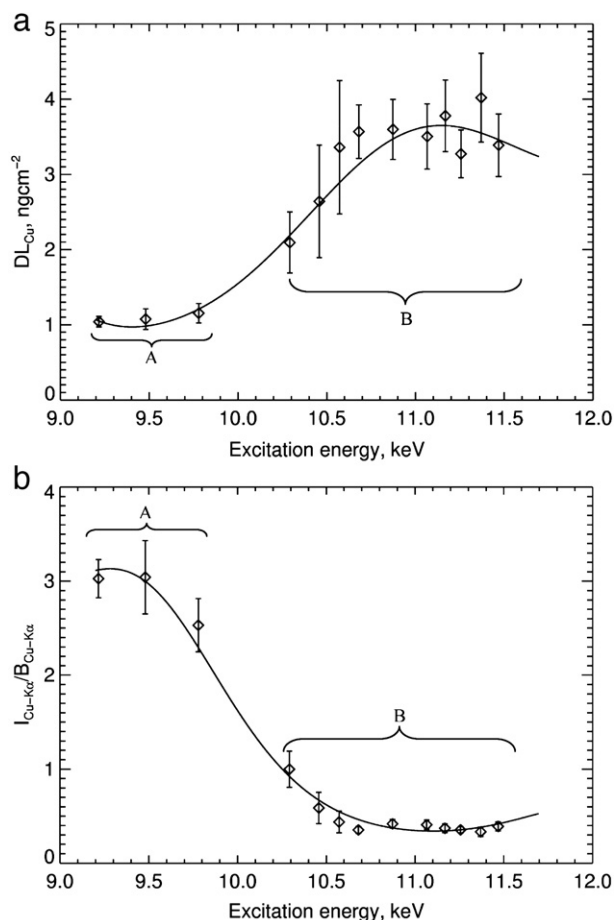 a
5
4
3
2
1
0
DL_Cu, ngcm⁻²
A
B
9.0 9.5 10.0 10.5 11.0 11.5 12.0
Excitation energy, keV
b
4
3
2
1
0
I_Cu−Kα/B_Cu−Kα
A
B
9.0 9.5 10.0 10.5 11.0 11.5 12.0
Excitation energy, keV